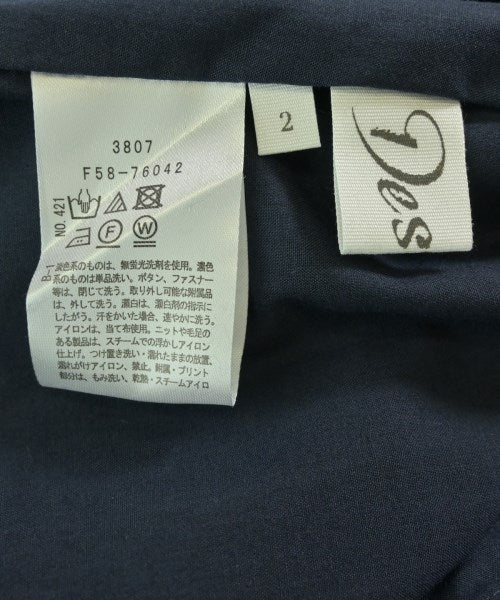 3807
F58-76042
NO. 421
F
W
淡色系のものは、無蛍光洗剤を使用。濃色
系のものは単品洗い。ボタン、ファスナー
等は、閉じて洗う。取り外し可能な附属品
は、外して洗う。漂白は、漂白剤の指示に
したがう。汗をかいた場合、速やかに洗う。
アイロンは、当て布使用。ニットや毛足の
ある製品は、スチームでの浮かしアイロン
仕上げ。つけ置き洗い・濡れたままの放置、
濡れがけアイロン、禁止。附属・プリント
部分は、もみ洗い、乾熱・スチームアイロ
2
Des